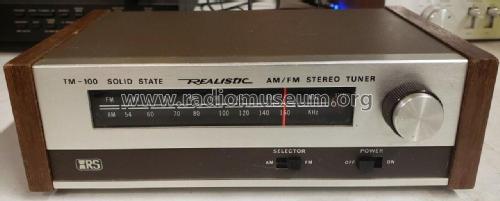 TM-100 SOLID STATE REALISTIC AM/FM STEREO TUNER
www.radiomuseum.org
FM
AM 54 60 70 80 100 120 140 160 KHz
SELECTOR POWER
AM FM OFF ON
RS